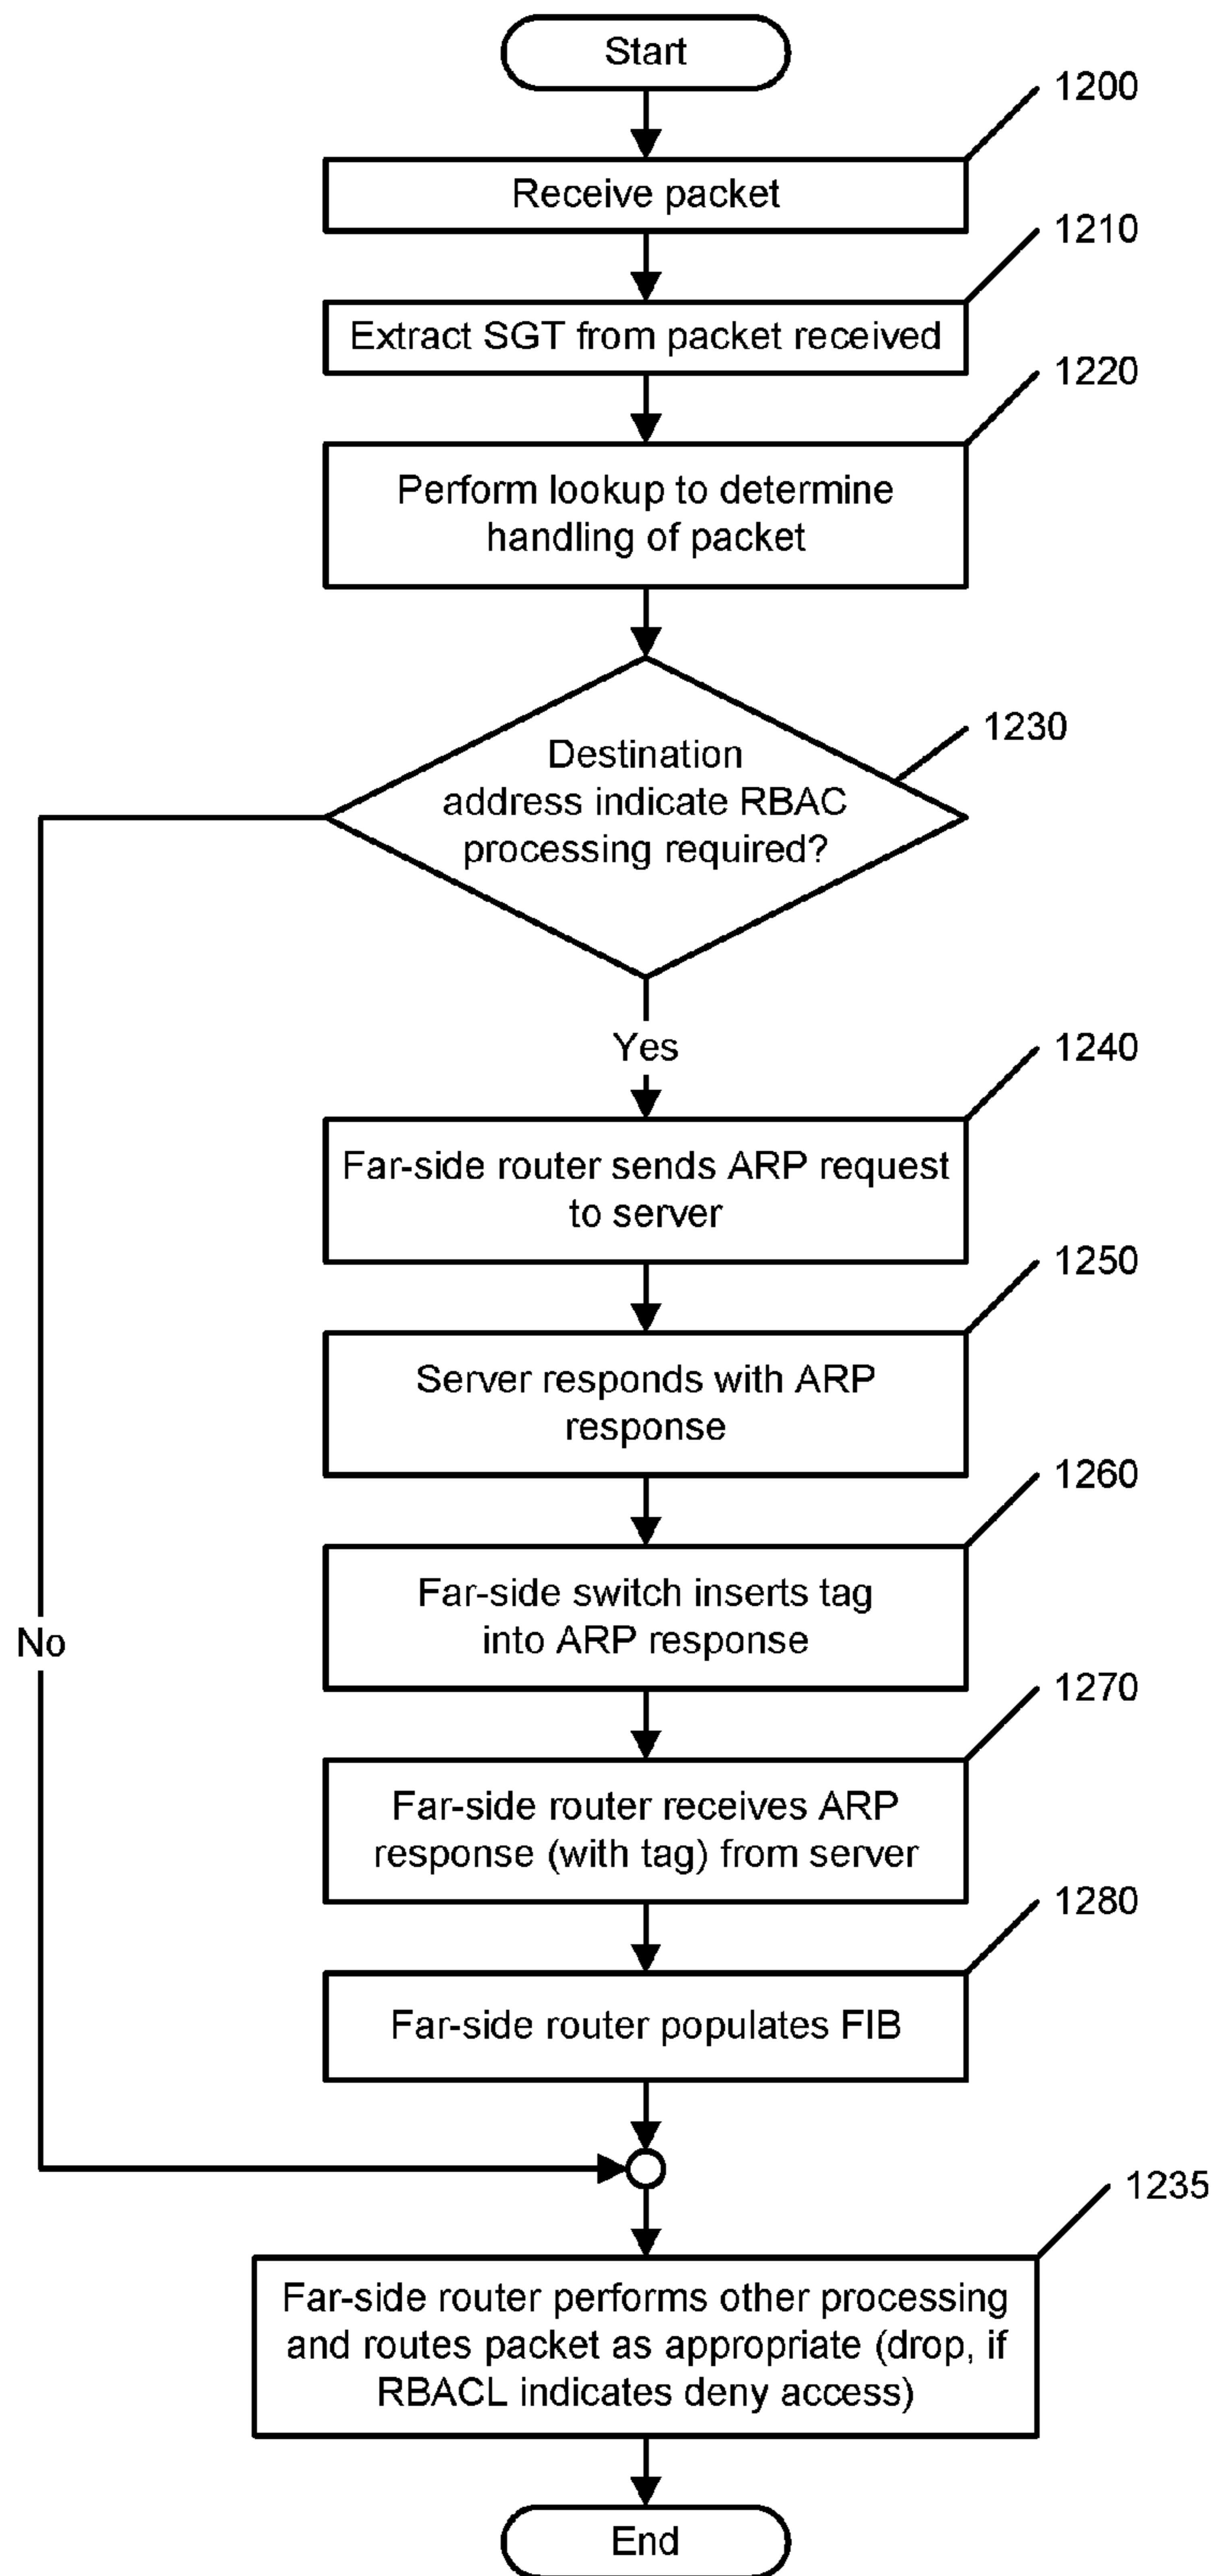 Start
1200
Receive packet
1210
Extract SGT from packet received
1220
Perform lookup to determine
handling of packet
1230
Destination
address indicate RBAC
processing required?
Yes
1240
Far-side router sends ARP request
to server
1250
Server responds with ARP
response
1260
Far-side switch inserts tag
into ARP response
No
1270
Far-side router receives ARP
response (with tag) from server
1280
Far-side router populates FIB
1235
Far-side router performs other processing
and routes packet as appropriate (drop, if
RBACL indicates deny access)
End